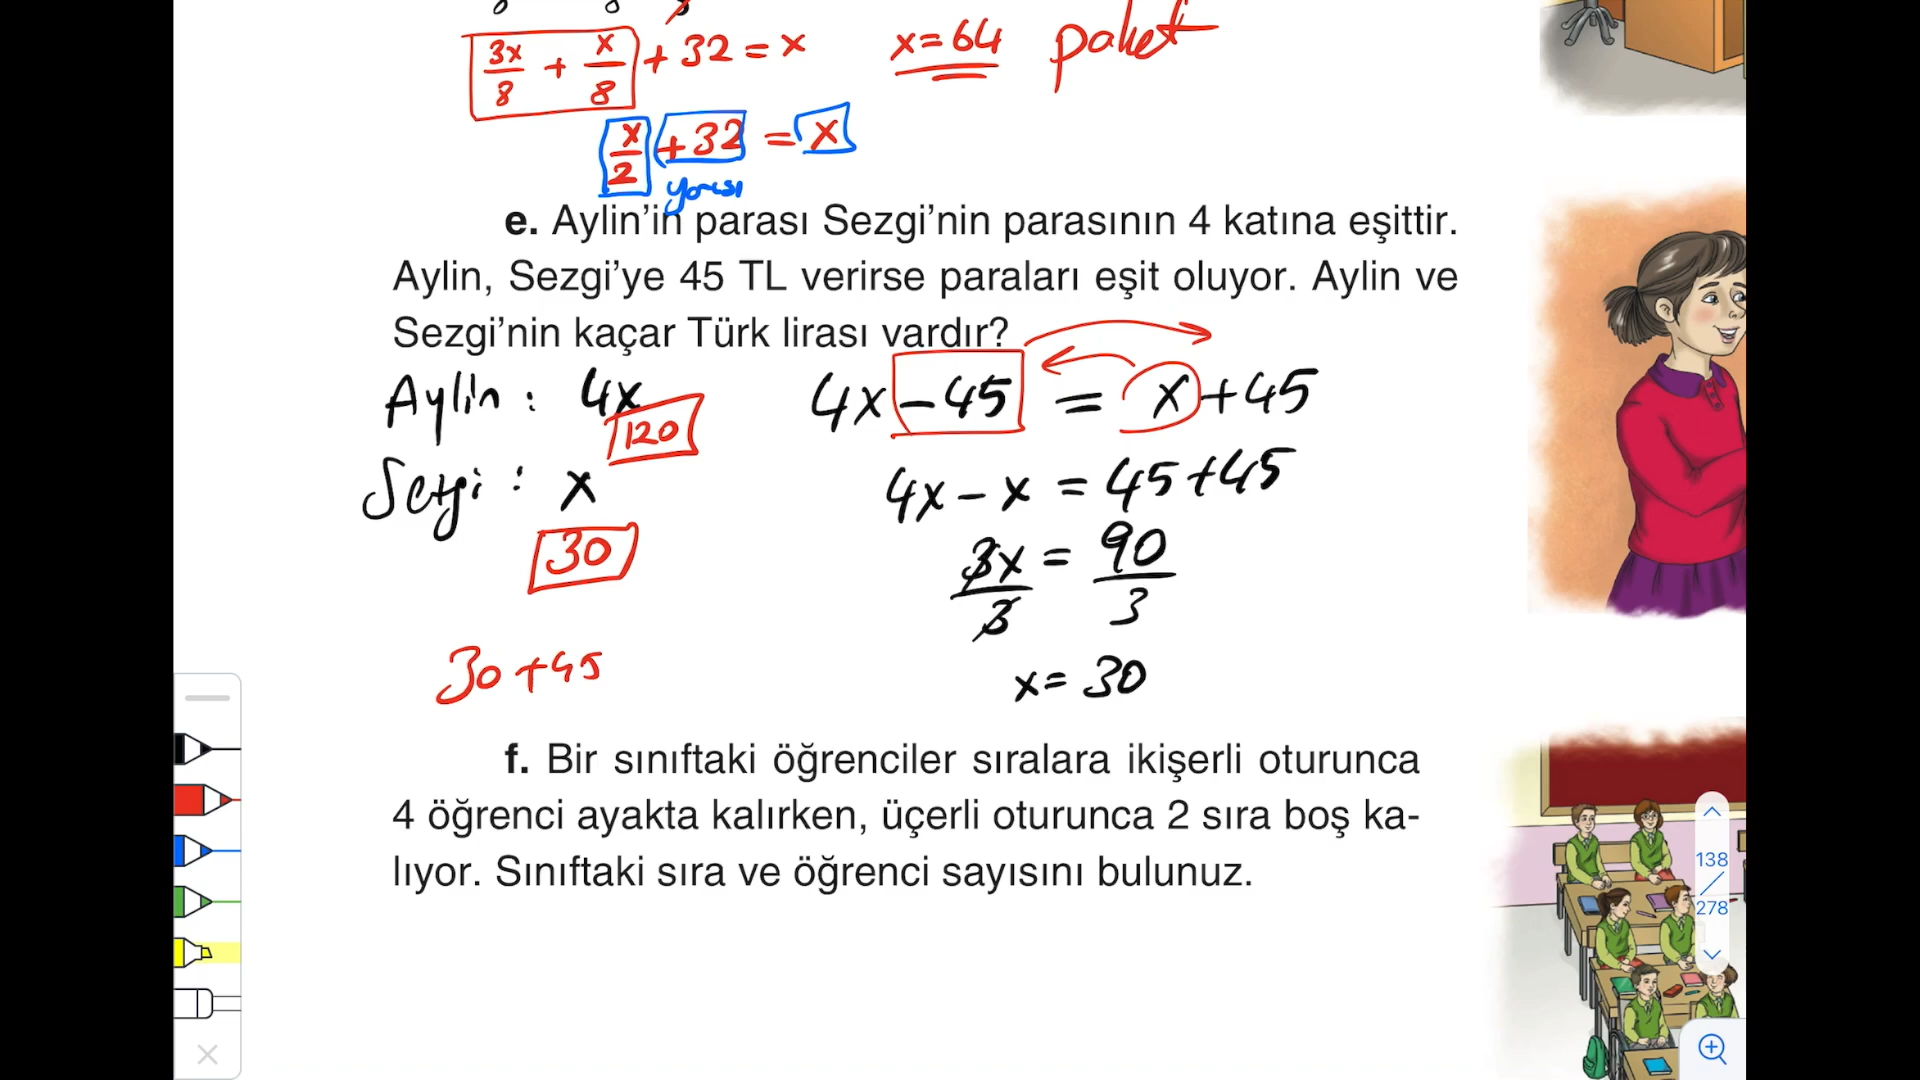 3x/8 + x/8 + 32 = x    x = 64 paket
x/2 + 32 = x
yarısı
e. Aylin'in parası Sezgi'nin parasının 4 katına eşittir.
Aylin, Sezgi'ye 45 TL verirse paraları eşit oluyor. Aylin ve
Sezgi'nin kaçar Türk lirası vardır?
Aylin : 4x    4x - 45 = x + 45
120
Sezgi : x    4x - x = 45 + 45
30    3x/3 = 90/3
30 + 45    x = 30
f. Bir sınıftaki öğrenciler sıralara ikişerli oturunca
4 öğrenci ayakta kalırken, üçerli oturunca 2 sıra boş ka-
lıyor. Sınıftaki sıra ve öğrenci sayısını bulunuz.
138
/
278